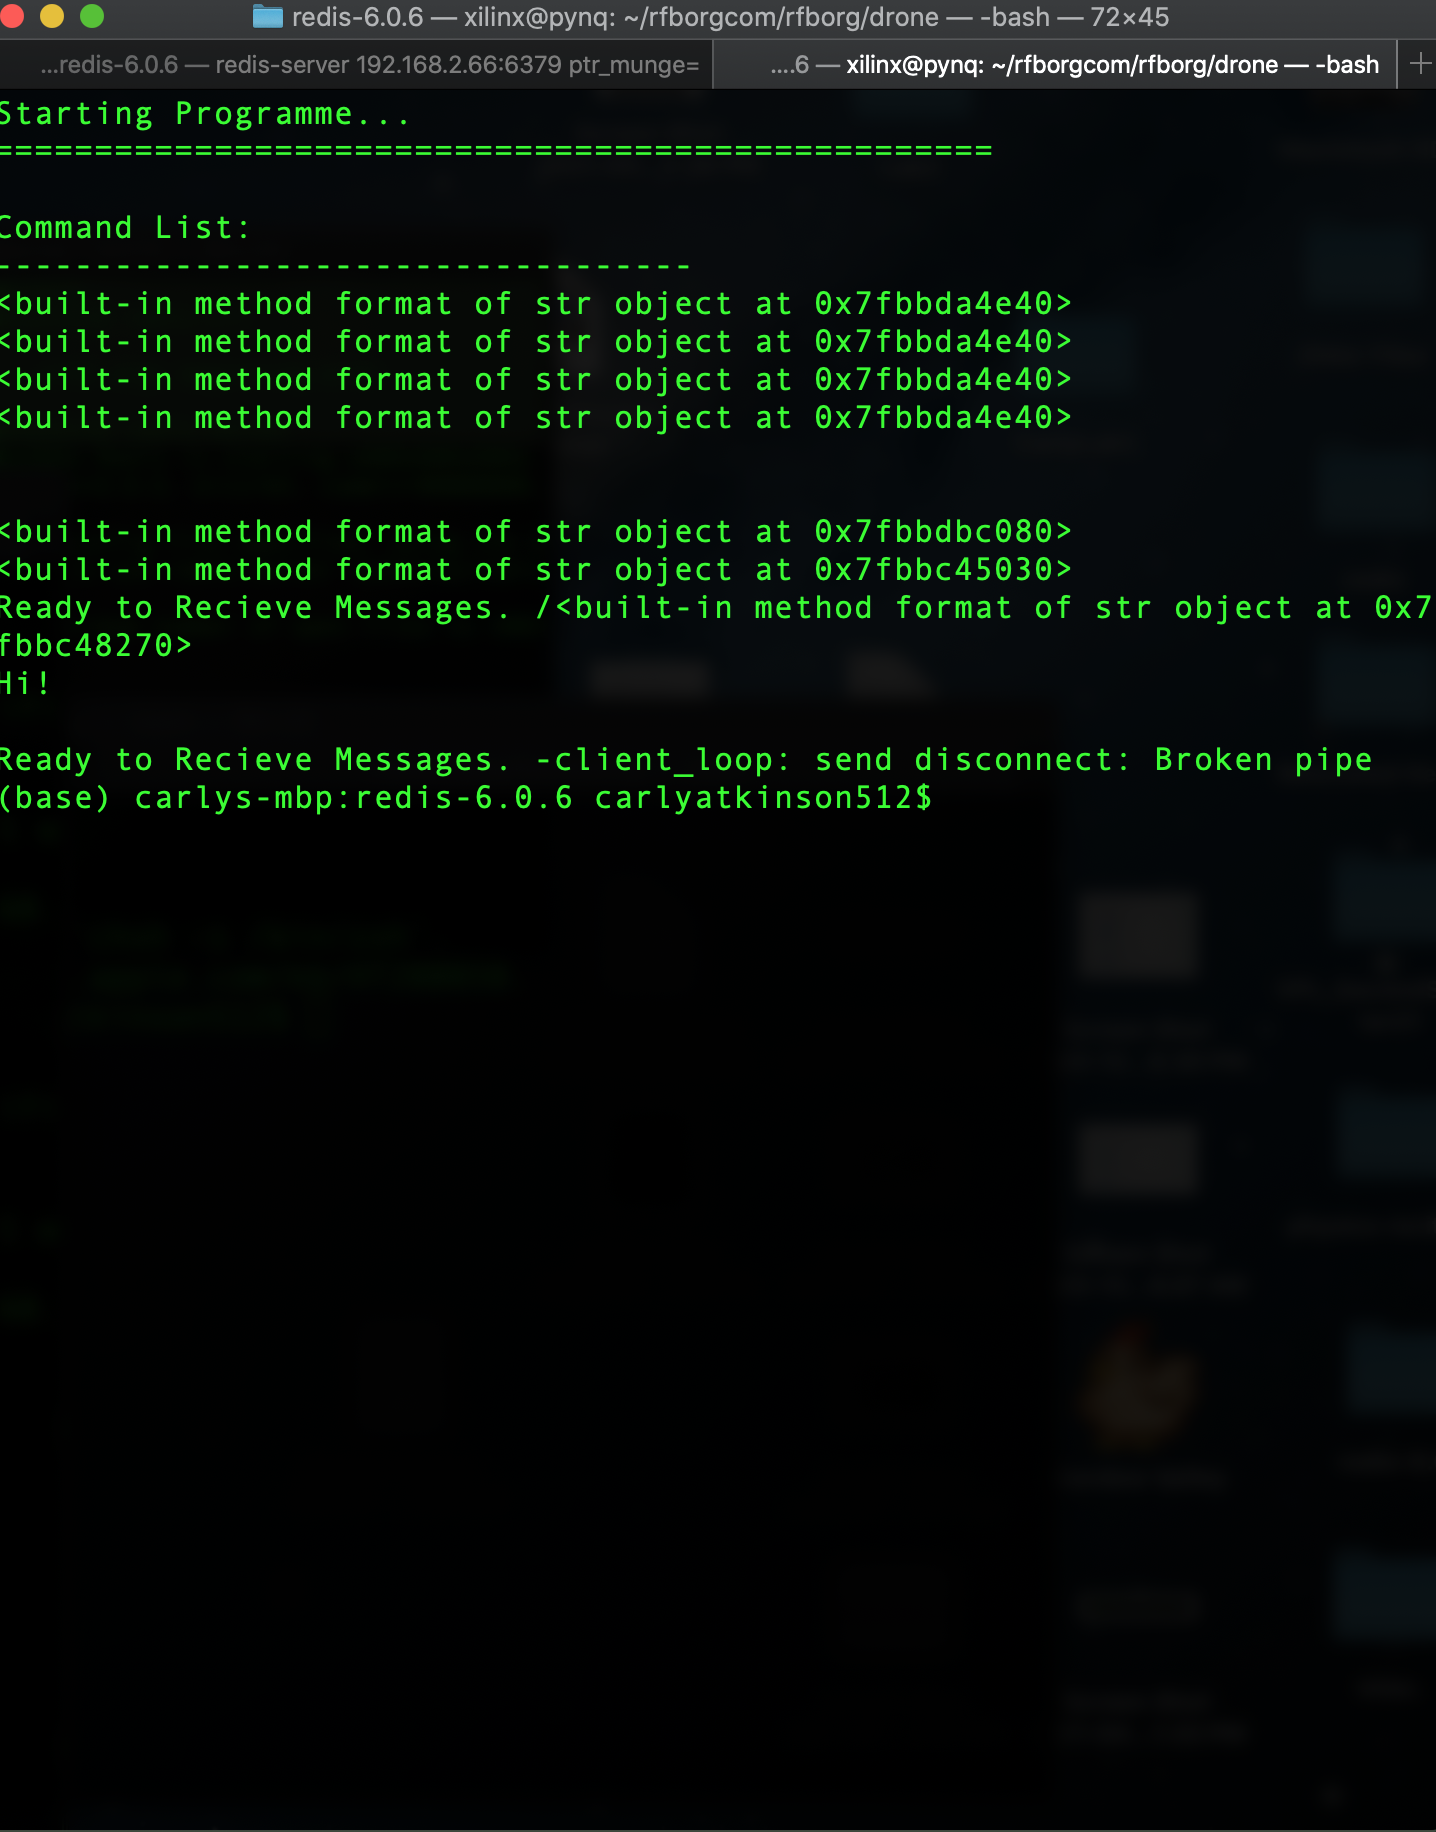 redis-6.0.6 — xilinx@pynq: ~/rfborgcom/rfborg/drone — -bash — 72×45
...redis-6.0.6 — redis-server 192.168.2.66:6379 ptr_munge=
....6 — xilinx@pynq: ~/rfborgcom/rfborg/drone — -bash
Starting Programme...
==================================================
Command List:
-----------------------------------
<built-in method format of str object at 0x7fbbda4e40>
<built-in method format of str object at 0x7fbbda4e40>
<built-in method format of str object at 0x7fbbda4e40>
<built-in method format of str object at 0x7fbbda4e40>
<built-in method format of str object at 0x7fbbdbc080>
<built-in method format of str object at 0x7fbbc45030>
Ready to Recieve Messages. /<built-in method format of str object at 0x7
fbbc48270>
Hi!
Ready to Recieve Messages. -client_loop: send disconnect: Broken pipe
(base) carlys-mbp:redis-6.0.6 carlyatkinson512$